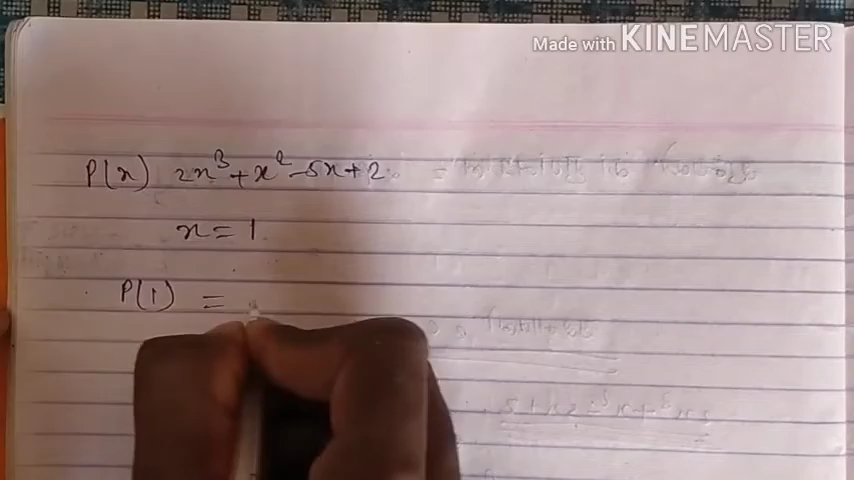 Made with KINEMASTER
P(x) 2x³+x²-5x+2
x = 1
P(1) =